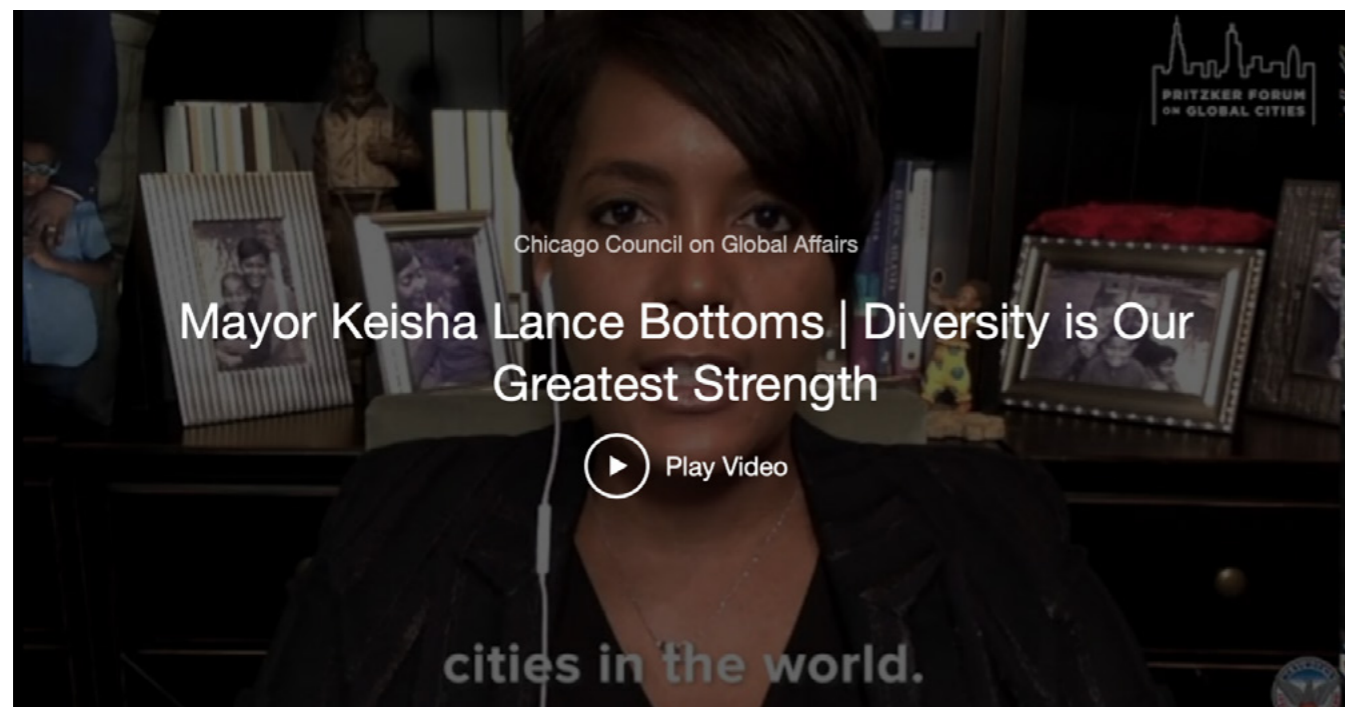 PRITZKER FORUM
ON GLOBAL CITIES
Chicago Council on Global Affairs
Mayor Keisha Lance Bottoms | Diversity is Our
Greatest Strength
Play Video
cities in the world.